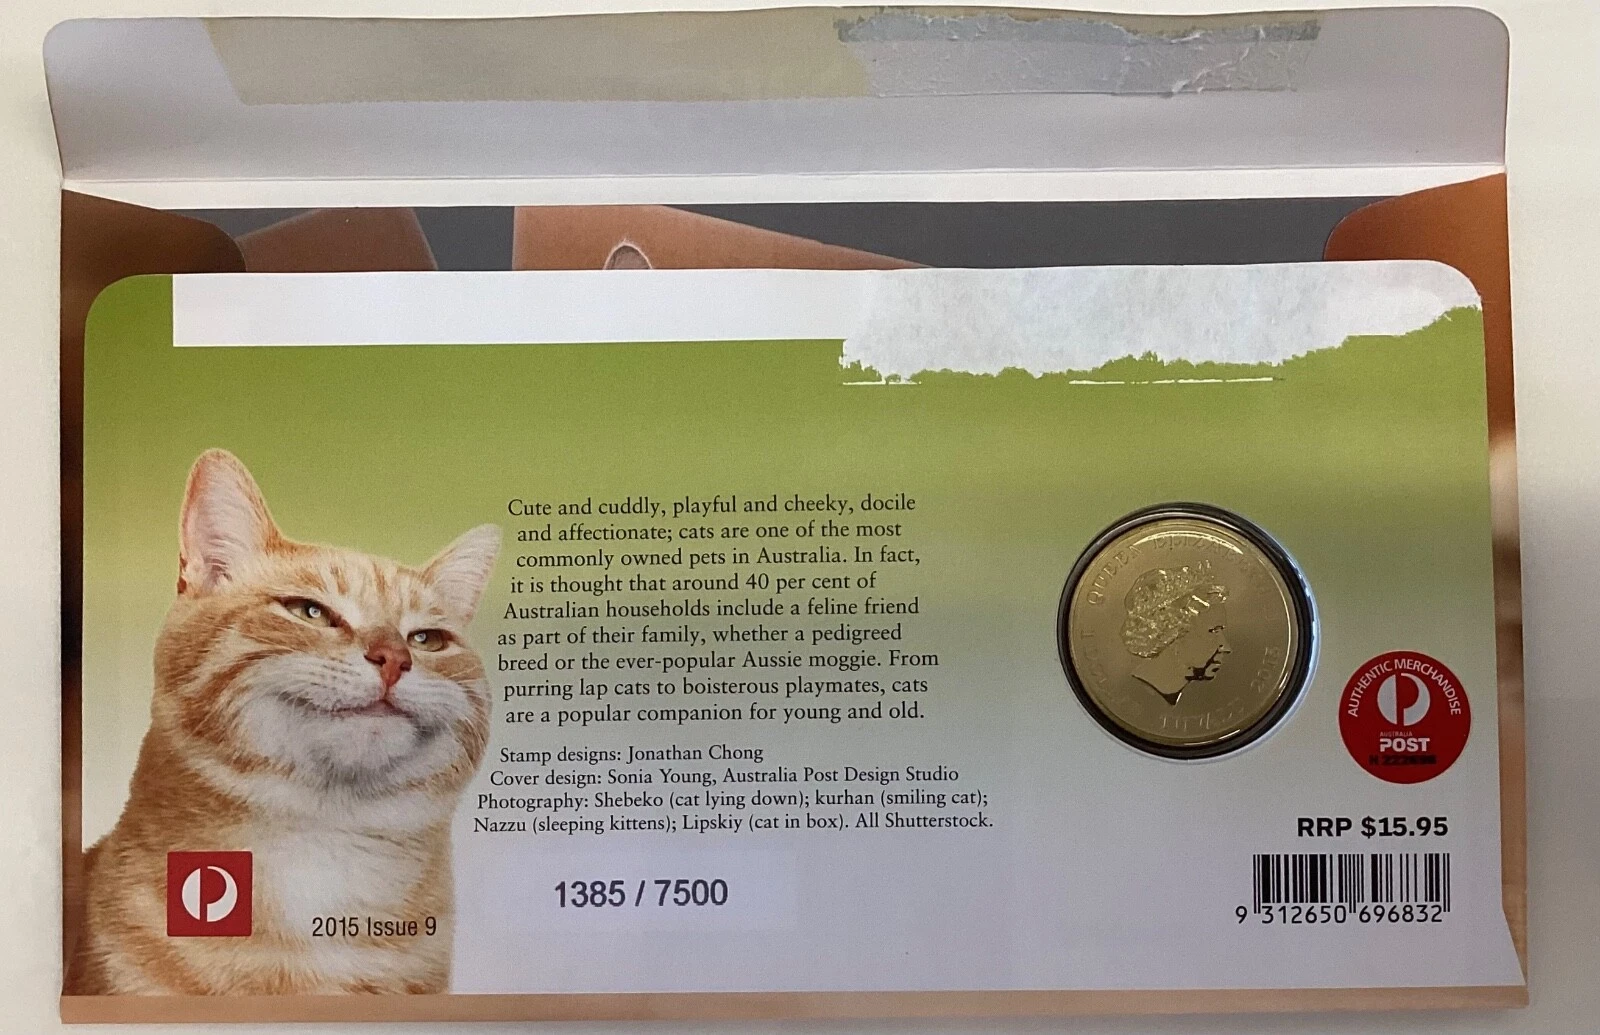 Cute and cuddly, playful and cheeky, docile
and affectionate; cats are one of the most
commonly owned pets in Australia. In fact,
it is thought that around 40 per cent of
Australian households include a feline friend
as part of their family, whether a pedigreed
breed or the ever-popular Aussie moggie. From
purring lap cats to boisterous playmates, cats
are a popular companion for young and old.
Stamp designs: Jonathan Chong
Cover design: Sonia Young, Australia Post Design Studio
Photography: Shebeko (cat lying down); kurhan (smiling cat);
Nazzu (sleeping kittens); Lipskiy (cat in box). All Shutterstock.
1385 / 7500
2015 Issue 9
QUEEN
2015
AUTHENTIC MERCHANDISE
AUSTRALIA
POST
RRP $15.95
9 312650 696832